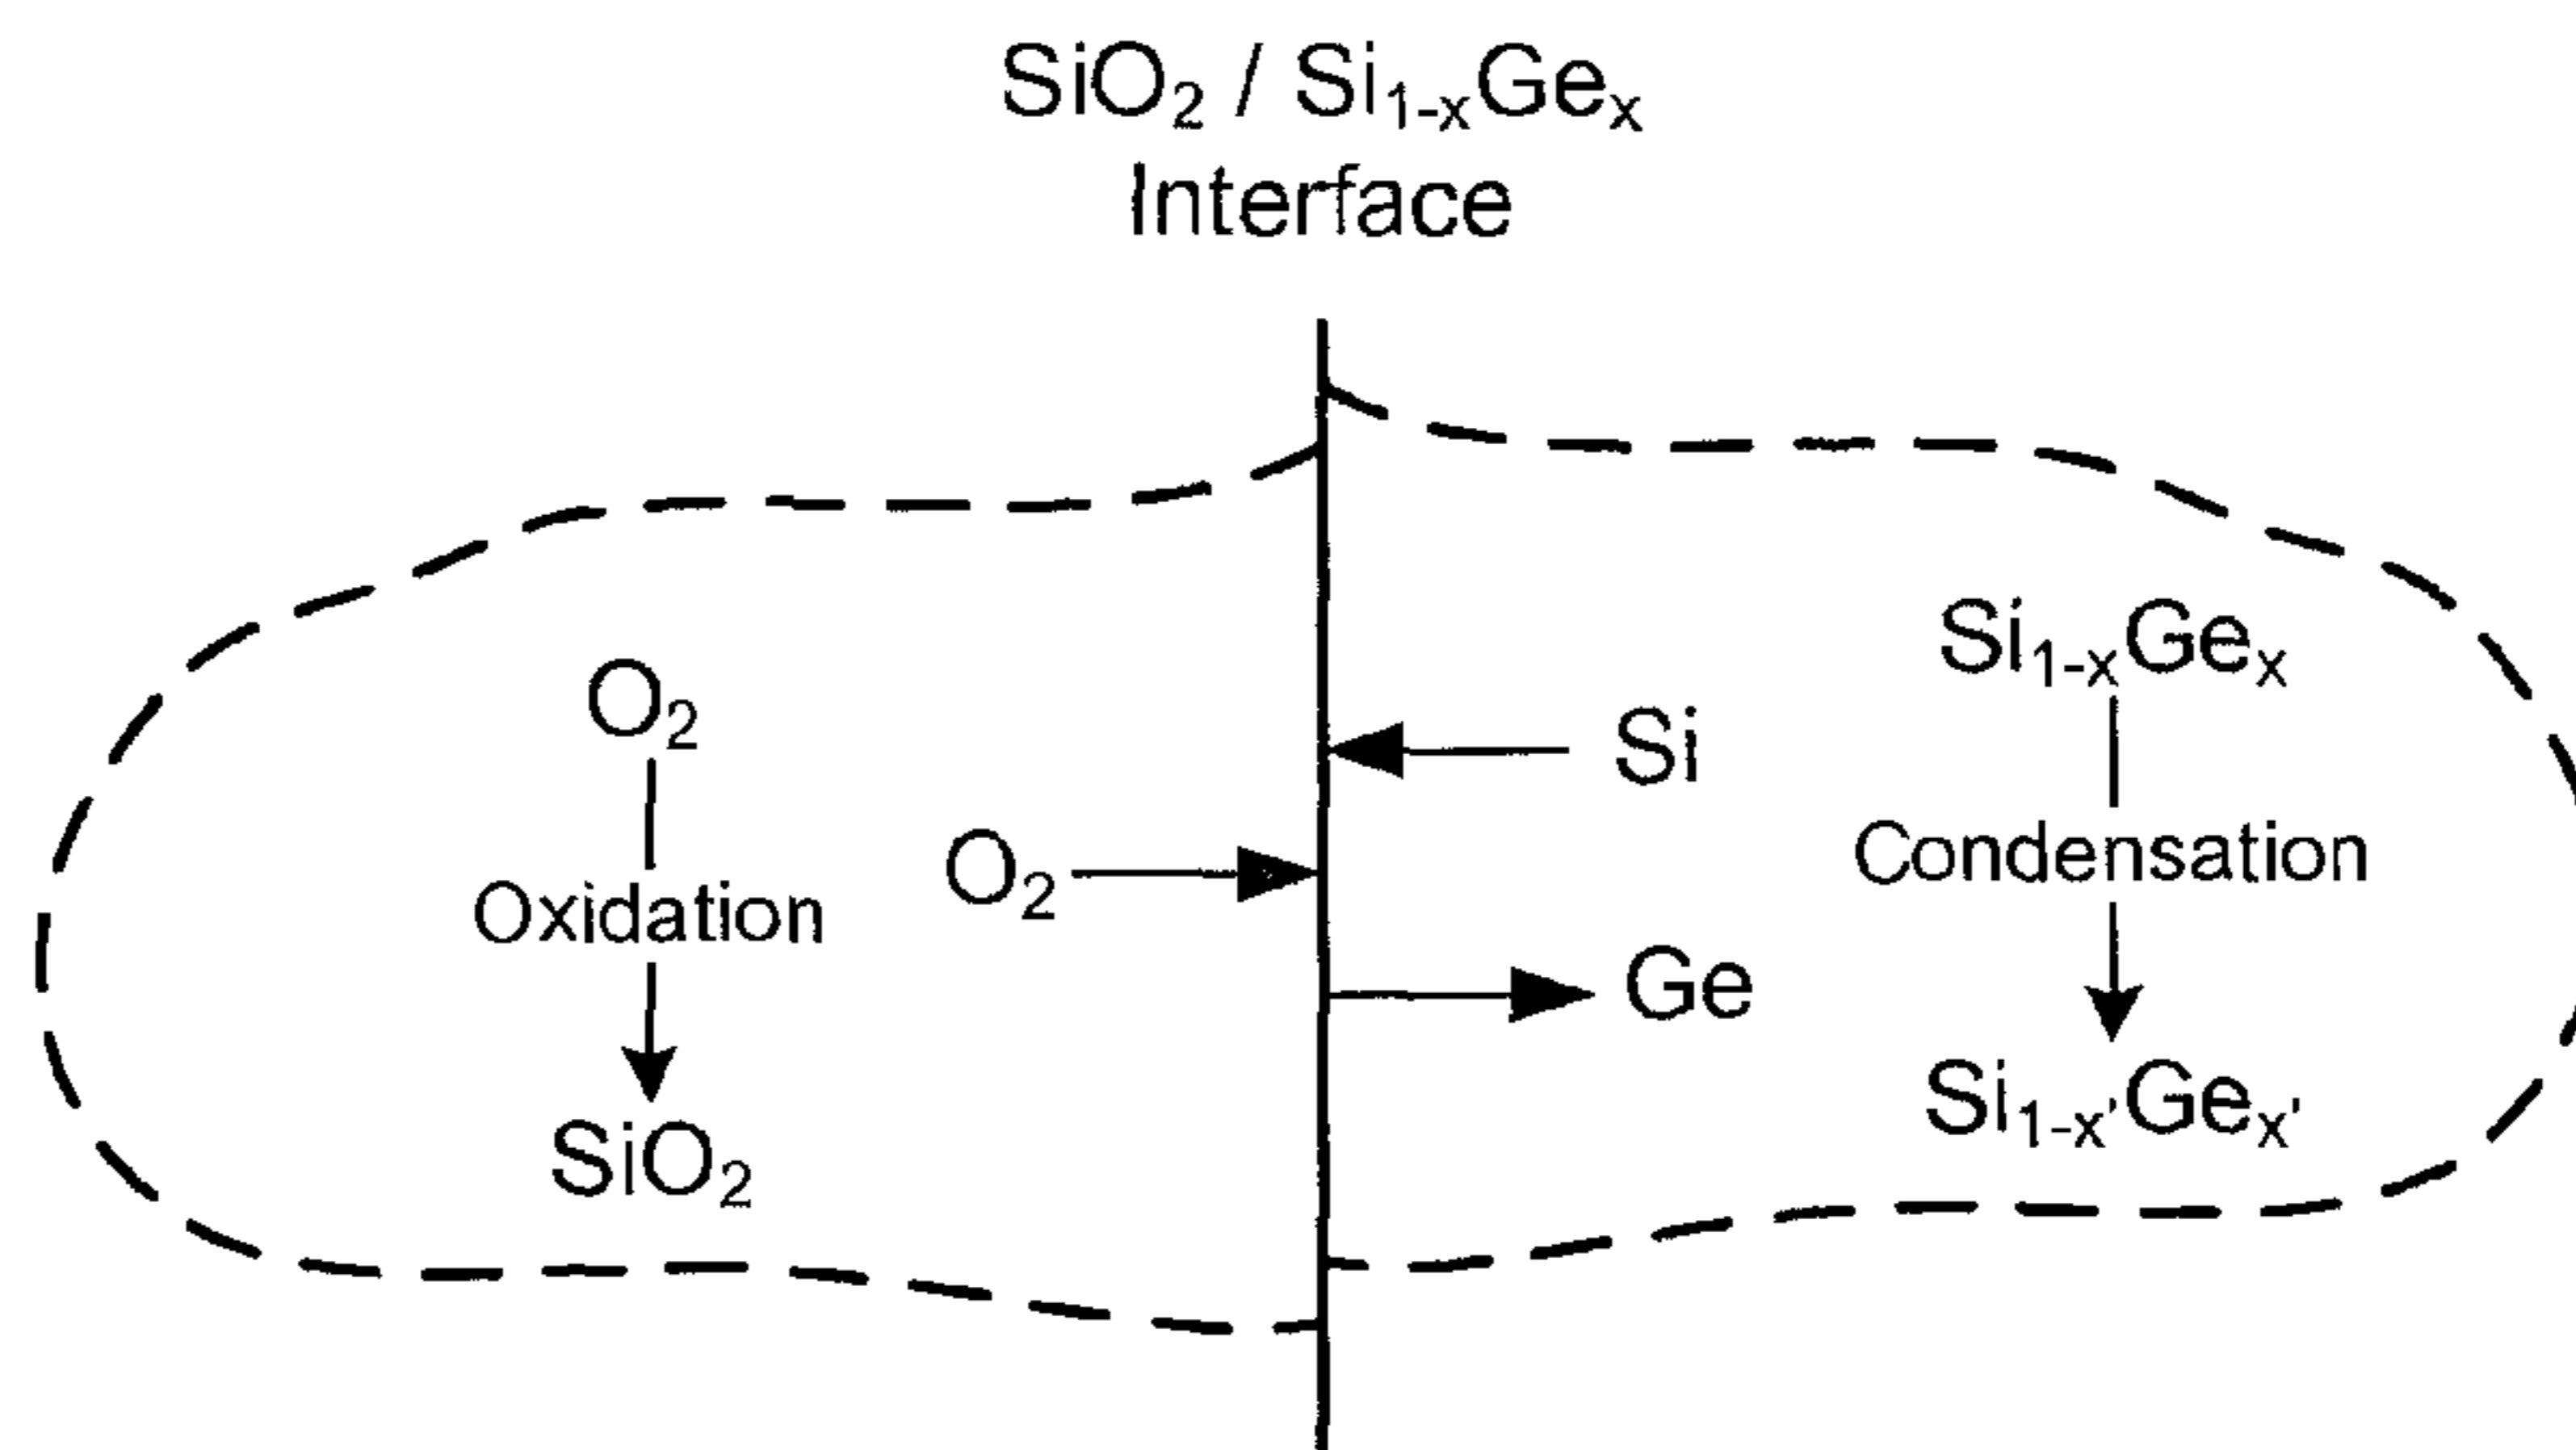 SiO₂ / Si₁₋ₓGeₓ
Interface
O₂
Oxidation
SiO₂
O₂
Si
Ge
Si₁₋ₓGeₓ
Condensation
Si₁₋ₓ'Geₓ'